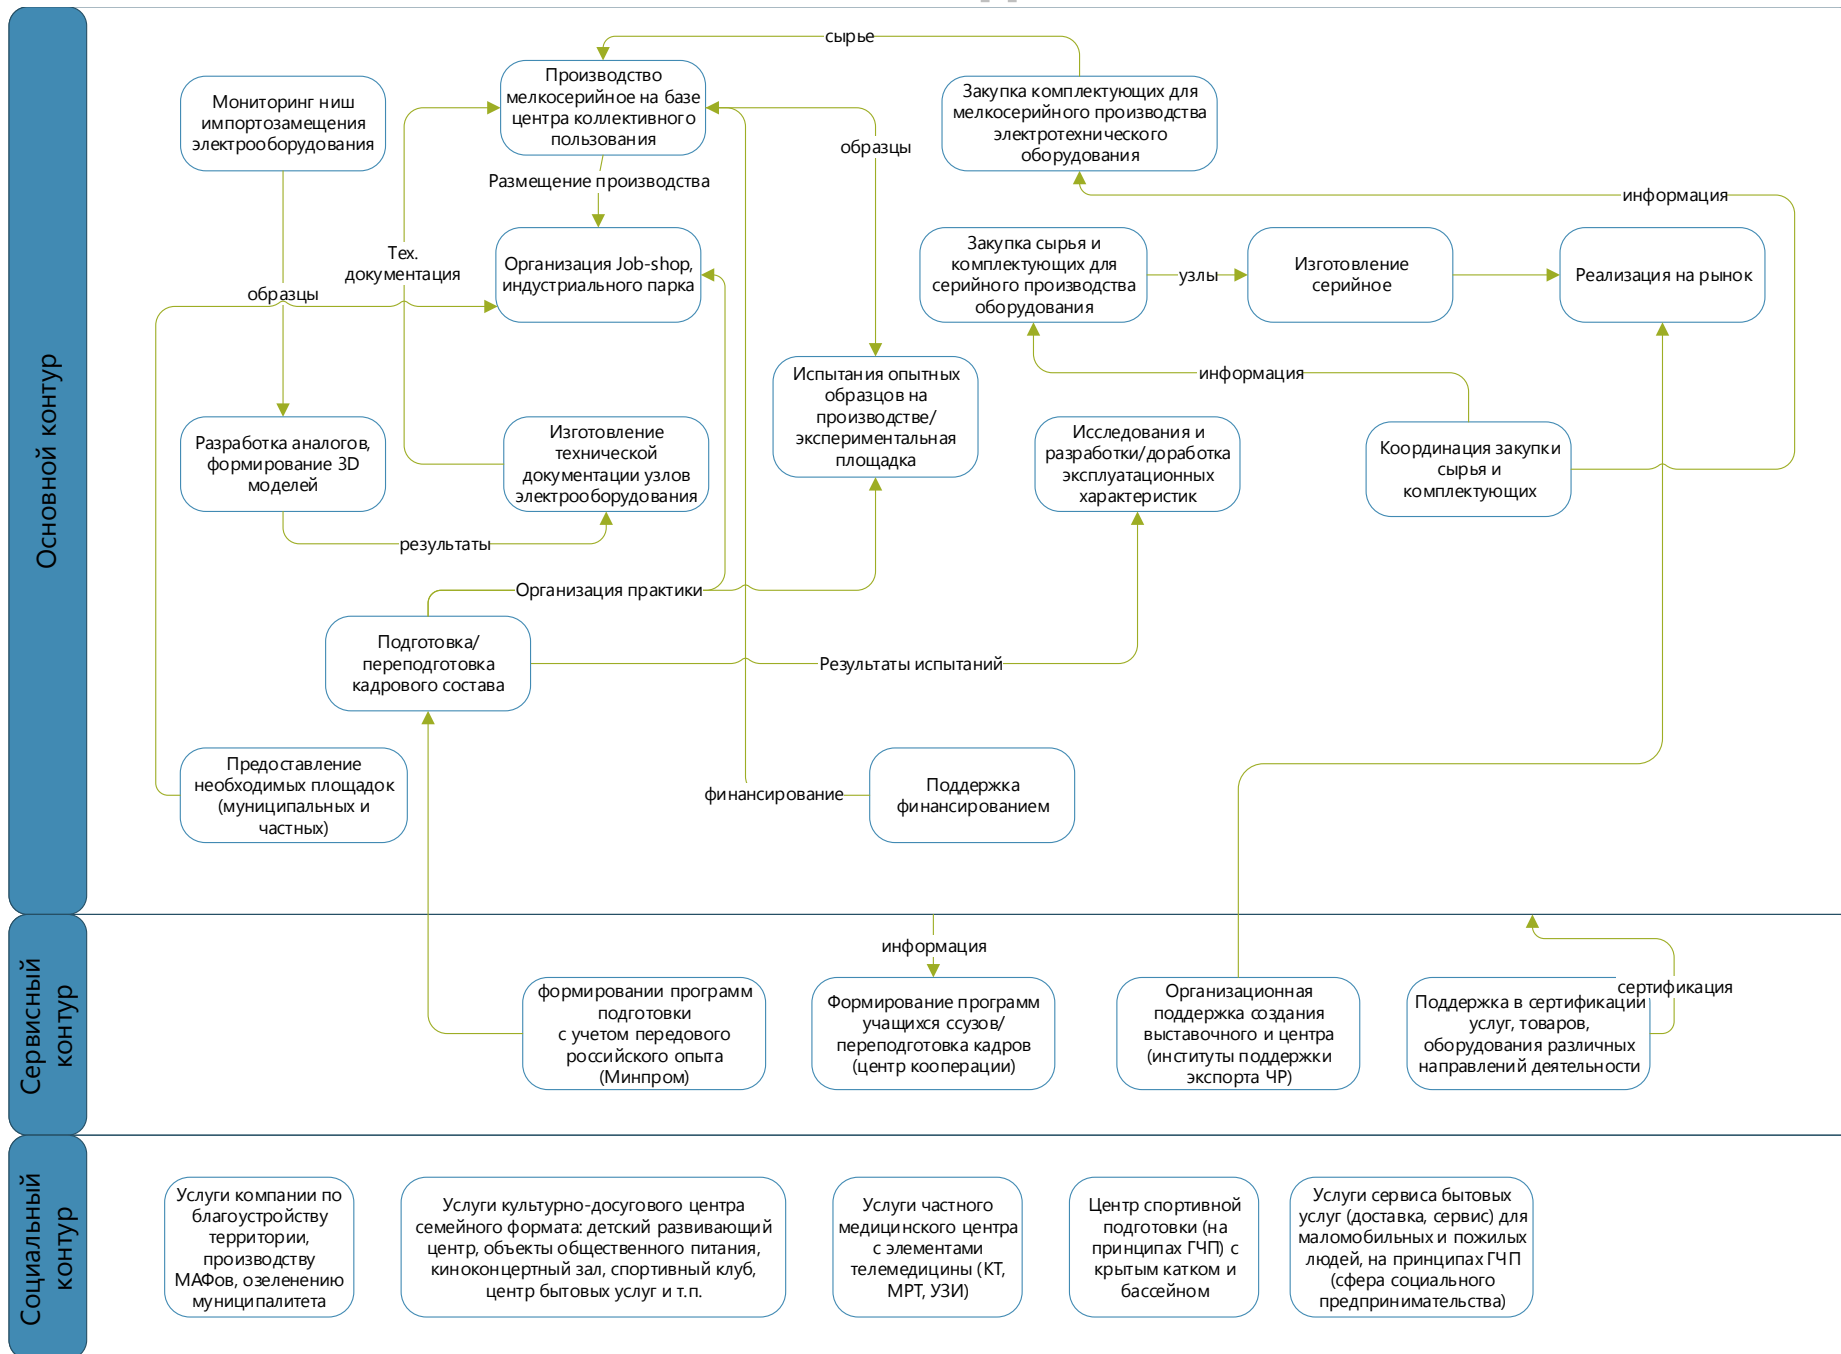 Основной контур
сырье
Производство
мелкосерийное на базе
центра коллективного
пользования
Мониторинг ниш
импортозамещения
электрооборудования
Закупка комплектующих для
мелкосерийного производства
электротехнического
оборудования
образцы
Размещение производства
информация
Тех.
документация
образцы
Организация Job-shop,
индустриального парка
Закупка сырья и
комплектующих для
серийного производства
оборудования
узлы
Изготовление
серийное
Реализация на рынок
информация
Испытания опытных
образцов на
производстве/
экспериментальная
площадка
Разработка аналогов,
формирование 3D
моделей
Изготовление
технической
документации узлов
электрооборудования
Исследования и
разработки/доработка
эксплуатационных
характеристик
Координация закупки
сырья и
комплектующих
результаты
Организация практики
Подготовка/
переподготовка
кадрового состава
Результаты испытаний
Предоставление
необходимых площадок
(муниципальных и
частных)
финансирование
Поддержка
финансированием
Сервисный
контур
информация
формировании программ
подготовки
с учетом передового
российского опыта
(Минпром)
Формирование программ
учащихся ссузов/
переподготовка кадров
(центр кооперации)
Организационная
поддержка создания
выставочного и центра
(институты поддержки
экспорта ЧР)
сертификация
Поддержка в сертификации
услуг, товаров,
оборудования различных
направлений деятельности
Социальный
контур
Услуги компании по
благоустройству
территории,
производству
МАФов, озеленению
муниципалитета
Услуги культурно-досугового центра
семейного формата: детский развивающий
центр, объекты общественного питания,
киноконцертный зал, спортивный клуб,
центр бытовых услуг и т.п.
Услуги частного
медицинского центра
с элементами
телемедицины (КТ,
МРТ, УЗИ)
Центр спортивной
подготовки (на
принципах ГЧП) с
крытым катком и
бассейном
Услуги сервиса бытовых
услуг (доставка, сервис) для
маломобильных и пожилых
людей, на принципах ГЧП
(сфера социального
предпринимательства)